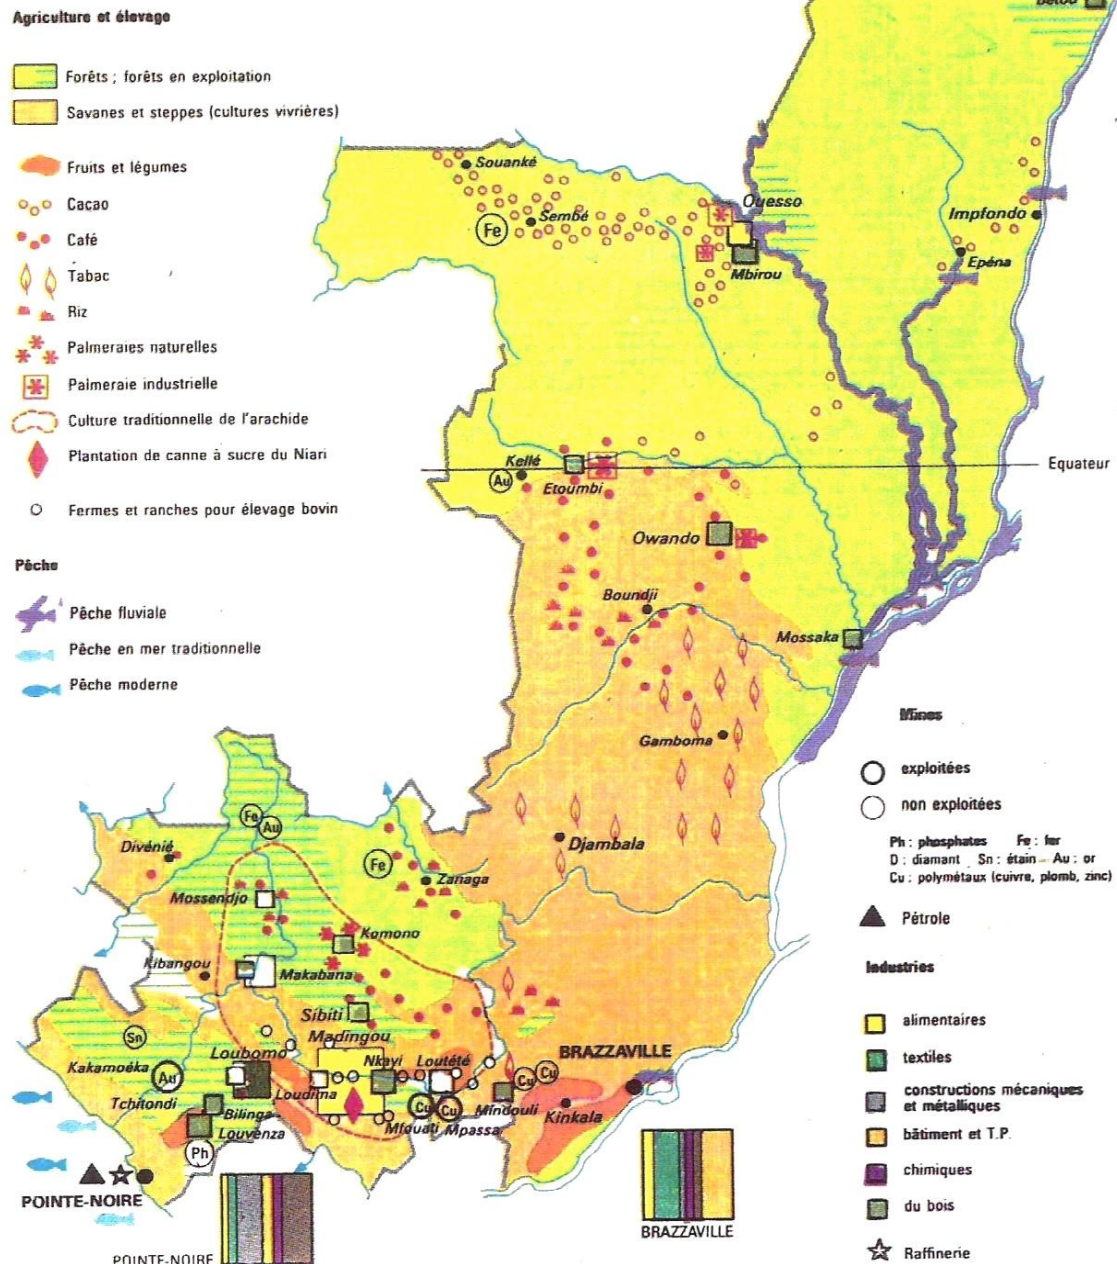 Agriculture et élevage
Forêts ; forêts en exploitation
Savanes et steppes (cultures vivrières)
Fruits et légumes
Cacao
Café
Tabac
Riz
Palmeraies naturelles
Palmeraie industrielle
Culture traditionnelle de l'arachide
Plantation de canne à sucre du Niari
Fermes et ranches pour élevage bovin
Pêche
Pêche fluviale
Pêche en mer traditionnelle
Pêche moderne
Betou
Souanké
Sembé
Fe
Ouesso
Mbirou
Impfondo
Epéna
Equateur
Kellé
Au
Etoumbi
Owando
Boundji
Mossaka
Gamboma
Djambala
Fe
Au
Divénié
Fe
Zanaga
Mossendjo
Komono
Kibangou
Makabana
Sibiti
Madingou
Sn
Kakamoéka
Au
Loubomo
Nkayi
Loutété
BRAZZAVILLE
Loudima
Cu
Cu
Tchitondi
Bilinga
Cu
Cu
Mindouli
Kinkala
Louvenza
Mfouati
Mpassa
Ph
POINTE-NOIRE
POINTE-NOIRE
BRAZZAVILLE
Mines
exploitées
non exploitées
Ph : phosphates Fe : fer
D : diamant Sn : étain Au : or
Cu : polymétaux (cuivre, plomb, zinc)
Pétrole
Industries
alimentaires
textiles
constructions mécaniques
et métalliques
bâtiment et T.P.
chimiques
du bois
Raffinerie